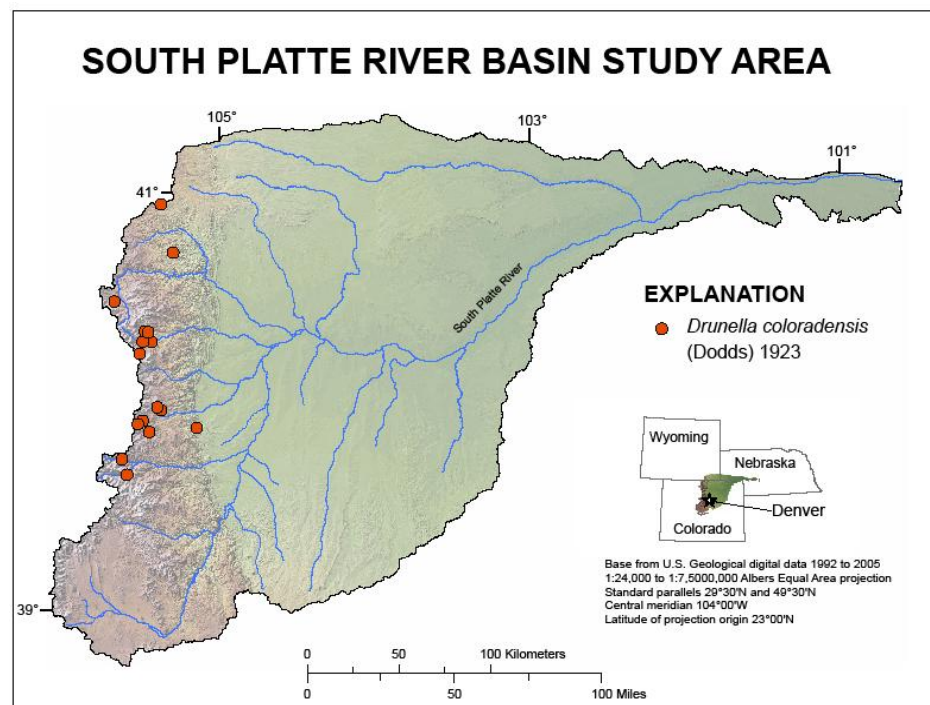 SOUTH PLATTE RIVER BASIN STUDY AREA
105°
103°
101°
41°
South Platte River
EXPLANATION
Drunella coloradensis
(Dodds) 1923
Wyoming
Nebraska
Denver
Colorado
Base from U.S. Geological digital data 1992 to 2005
1:24,000 to 1:7,5000,000 Albers Equal Area projection
Standard parallels 29°30'N and 49°30'N
Central meridian 104°00'W
Latitude of projection origin 23°00'N
39°
0 50 100 Kilometers
0 50 100 Miles